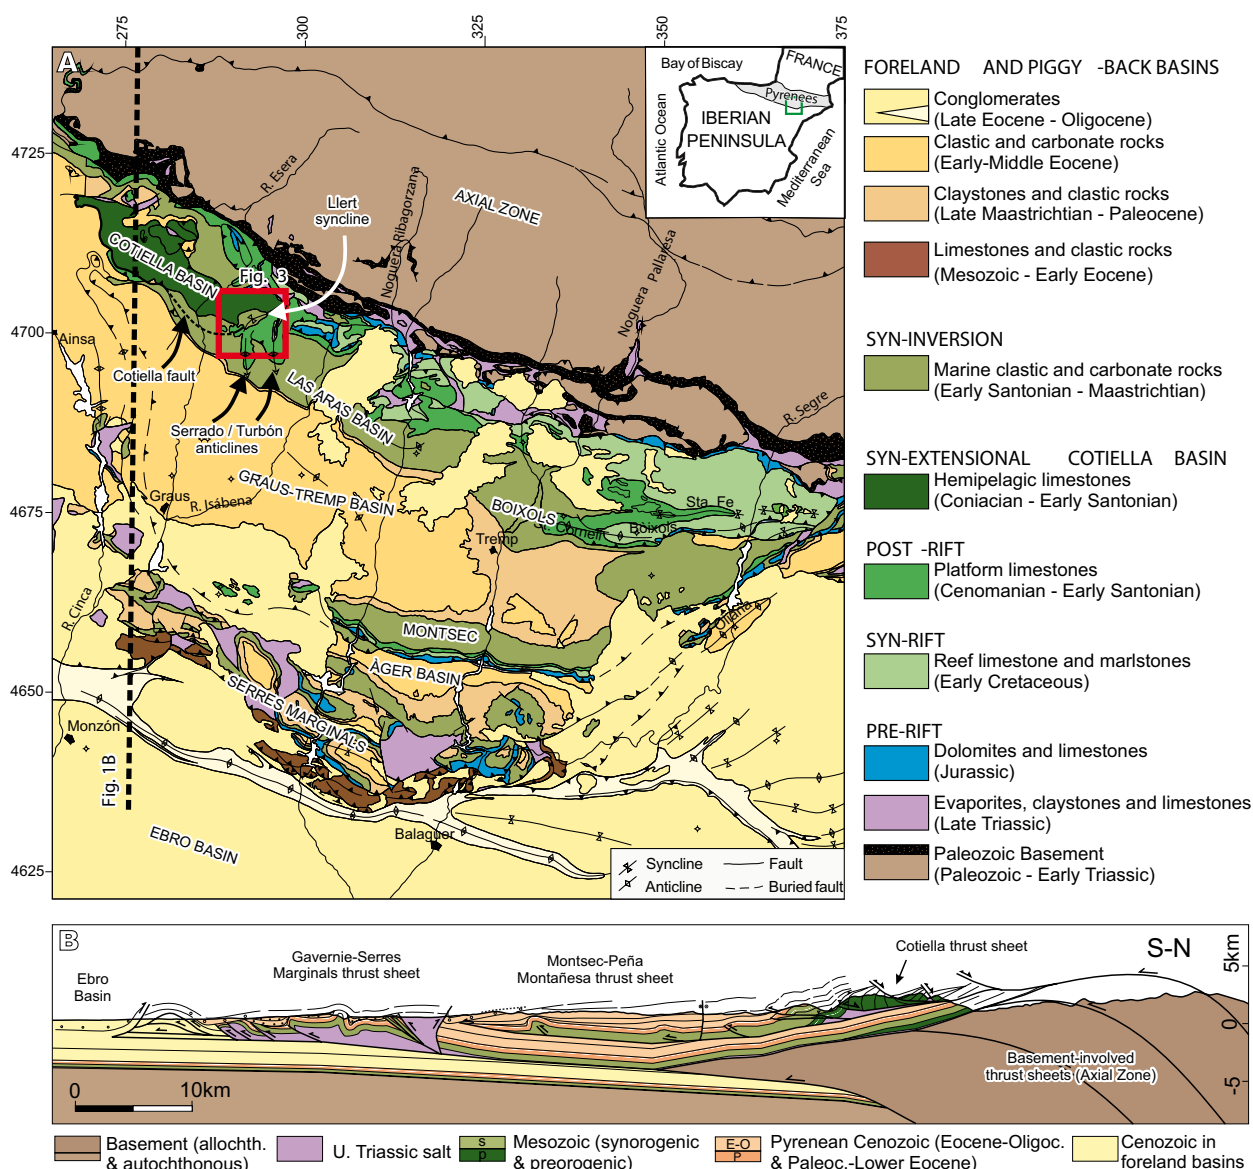 275
300
325
350
375
A
4725
4700
4675
4650
4625
Bay of Biscay
FRANCE
Pyrenees
Atlantic Ocean
IBERIAN
PENINSULA
Mediterranean
Sea
R. Esera
Noguera Ribagorzana
AXIAL ZONE
Noguera Pallaresa
R. Segre
Llert
syncline
COTIELLA BASIN
Fig. 3
Ainsa
Cotiella fault
Serrado / Turbón
anticlines
LAS ARAS BASIN
GRAUS-TREMP BASIN
Graus
R. Isábena
BOIXOLS
Sta. Fe
St. Corneli
Bòixols
Tremp
Oliana
R. Cinca
MONTSEC
ÀGER BASIN
SERRES MARGINALS
Monzón
Fig. 1B
EBRO BASIN
Balaguer
Syncline
Fault
Anticline
Buried fault
FORELAND AND PIGGY -BACK BASINS
Conglomerates
(Late Eocene - Oligocene)
Clastic and carbonate rocks
(Early-Middle Eocene)
Claystones and clastic rocks
(Late Maastrichtian - Paleocene)
Limestones and clastic rocks
(Mesozoic - Early Eocene)
SYN-INVERSION
Marine clastic and carbonate rocks
(Early Santonian - Maastrichtian)
SYN-EXTENSIONAL COTIELLA BASIN
Hemipelagic limestones
(Coniacian - Early Santonian)
POST -RIFT
Platform limestones
(Cenomanian - Early Santonian)
SYN-RIFT
Reef limestone and marlstones
(Early Cretaceous)
PRE-RIFT
Dolomites and limestones
(Jurassic)
Evaporites, claystones and limestones
(Late Triassic)
Paleozoic Basement
(Paleozoic - Early Triassic)
B
Ebro
Basin
Gavernie-Serres
Marginals thrust sheet
Montsec-Peña
Montañesa thrust sheet
Cotiella thrust sheet
S-N
5km
0
-5
Basement-involved
thrust sheets (Axial Zone)
0 10km
Basement (allochth.
& autochthonous)
U. Triassic salt
s
p
Mesozoic (synorogenic
& preorogenic)
E-O
P
Pyrenean Cenozoic (Eocene-Oligoc.
& Paleoc.-Lower Eocene)
Cenozoic in
foreland basins